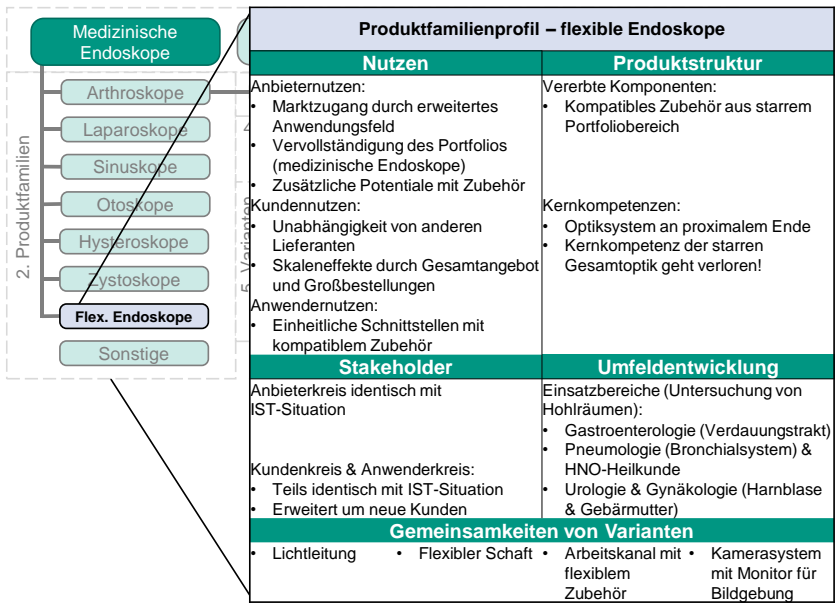 Medizinische
Endoskope
2. Produktfamilien
Arthroskope
Laparoskope
Sinuskope
Otoskope
Hysteroskope
Zystoskope
Flex. Endoskope
Sonstige
4.
5. Varianten
Produktfamilienprofil – flexible Endoskope
Nutzen
Anbieternutzen:
• Marktzugang durch erweitertes
Anwendungsfeld
• Vervollständigung des Portfolios
(medizinische Endoskope)
• Zusätzliche Potentiale mit Zubehör
Kundennutzen:
• Unabhängigkeit von anderen
Lieferanten
• Skaleneffekte durch Gesamtangebot
und Großbestellungen
Anwendernutzen:
• Einheitliche Schnittstellen mit
kompatiblem Zubehör
Produktstruktur
Vererbte Komponenten:
• Kompatibles Zubehör aus starrem
Portfoliobereich
Kernkompetenzen:
• Optiksystem an proximalem Ende
• Kernkompetenz der starren
Gesamtoptik geht verloren!
Stakeholder
Anbieterkreis identisch mit
IST-Situation
Kundenkreis & Anwenderkreis:
• Teils identisch mit IST-Situation
• Erweitert um neue Kunden
Umfeldentwicklung
Einsatzbereiche (Untersuchung von
Hohlräumen):
• Gastroenterologie (Verdauungstrakt)
• Pneumologie (Bronchialsystem) &
HNO-Heilkunde
• Urologie & Gynäkologie (Harnblase
& Gebärmutter)
Gemeinsamkeiten von Varianten
• Lichtleitung
• Flexibler Schaft
• Arbeitskanal mit
flexiblem
Zubehör
• Kamerasystem
mit Monitor für
Bildgebung